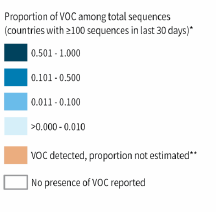 Proportion of VOC among total sequences
(countries with ≥100 sequences in last 30 days)*
0.501 - 1.000
0.101 - 0.500
0.011 - 0.100
>0.000 - 0.010
VOC detected, proportion not estimated**
No presence of VOC reported